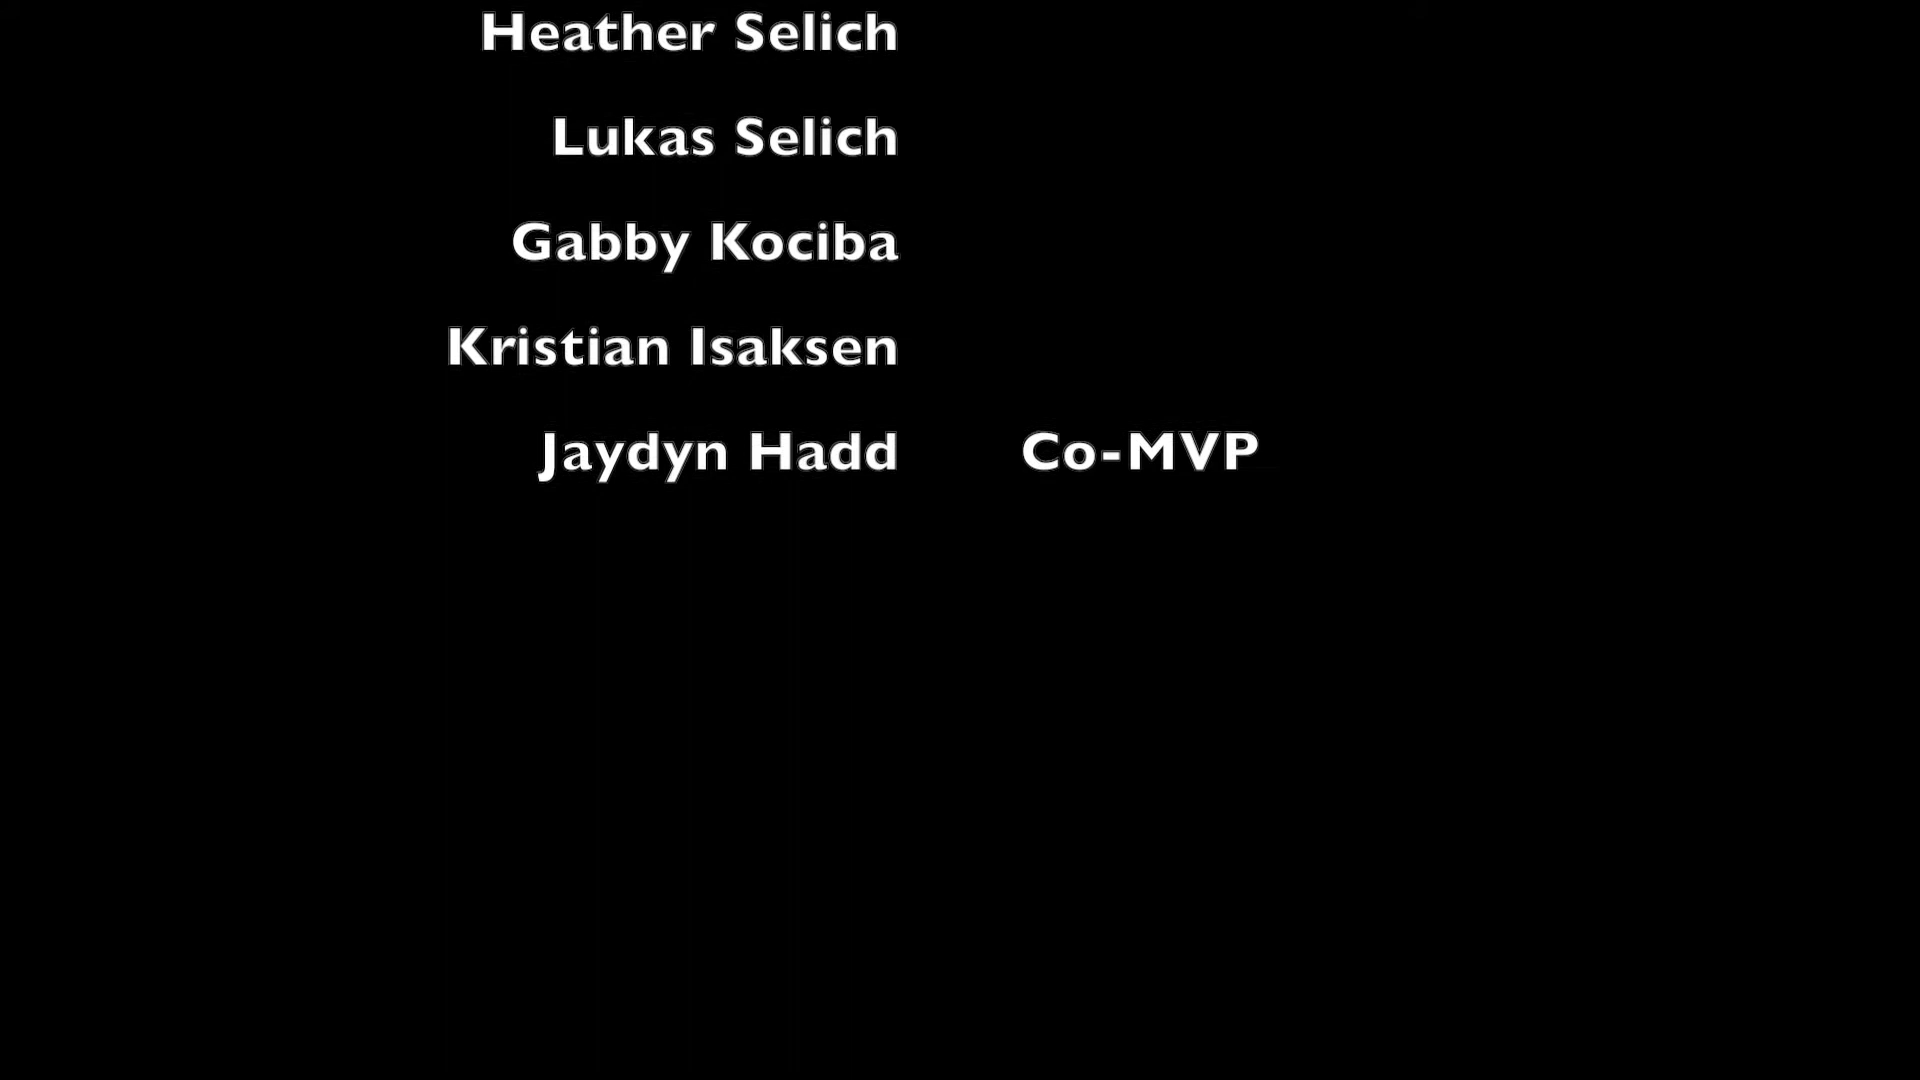 Heather Selich
Lukas Selich
Gabby Kociba
Kristian Isaksen
Jaydyn Hadd Co-MVP